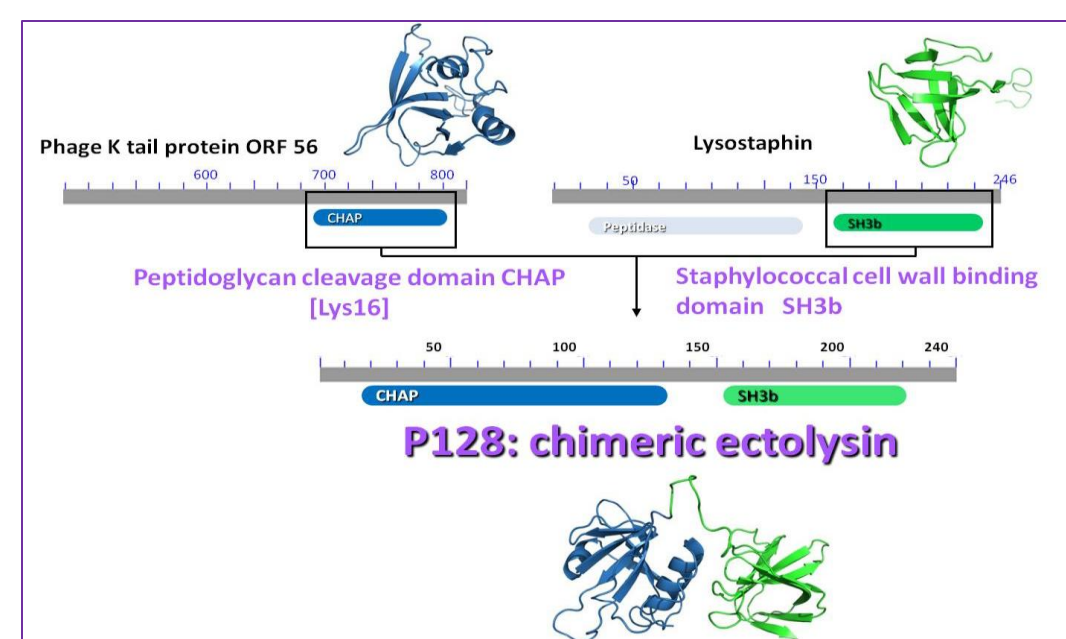 Phage K tail protein ORF 56
Lysostaphin
600 700 800
50 150 246
CHAP
Peptidase
SH3b
Peptidoglycan cleavage domain CHAP
[Lys16]
Staphylococcal cell wall binding
domain SH3b
50 100 150 200 240
CHAP
SH3b
P128: chimeric ectolysin